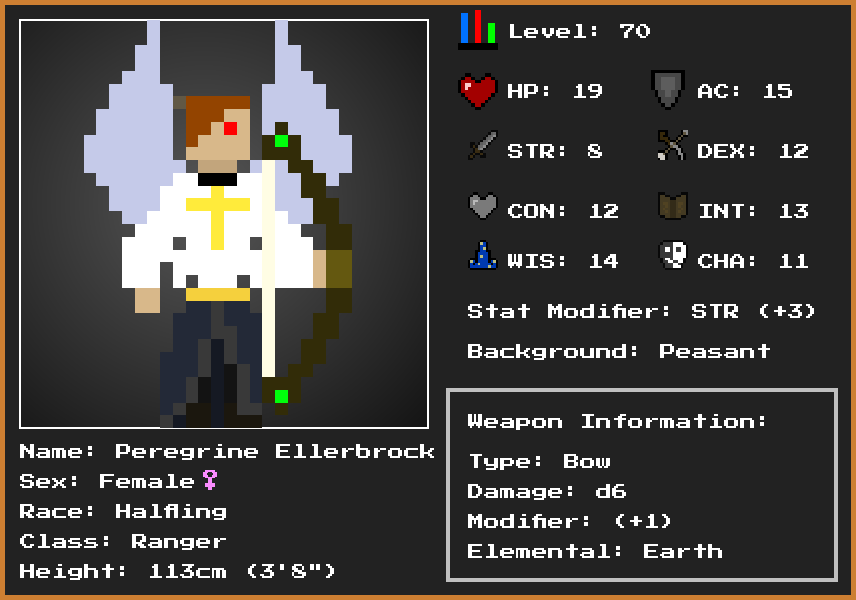 Level: 70
HP: 19
AC: 15
STR: 8
DEX: 12
CON: 12
INT: 13
WIS: 14
CHA: 11
Stat Modifier: STR (+3)
Background: Peasant
Weapon Information:
Type: Bow
Damage: d6
Modifier: (+1)
Elemental: Earth
Name: Peregrine Ellerbrock
Sex: Female♀
Race: Halfling
Class: Ranger
Height: 113cm (3'8")